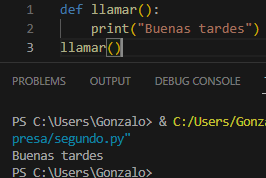 1 def llamar():
2     print("Buenas tardes")
3 llamar()
PROBLEMS OUTPUT DEBUG CONSOLE
PS C:\Users\Gonzalo> & C:/Users/Gonz
presa/segundo.py"
Buenas tardes
PS C:\Users\Gonzalo>